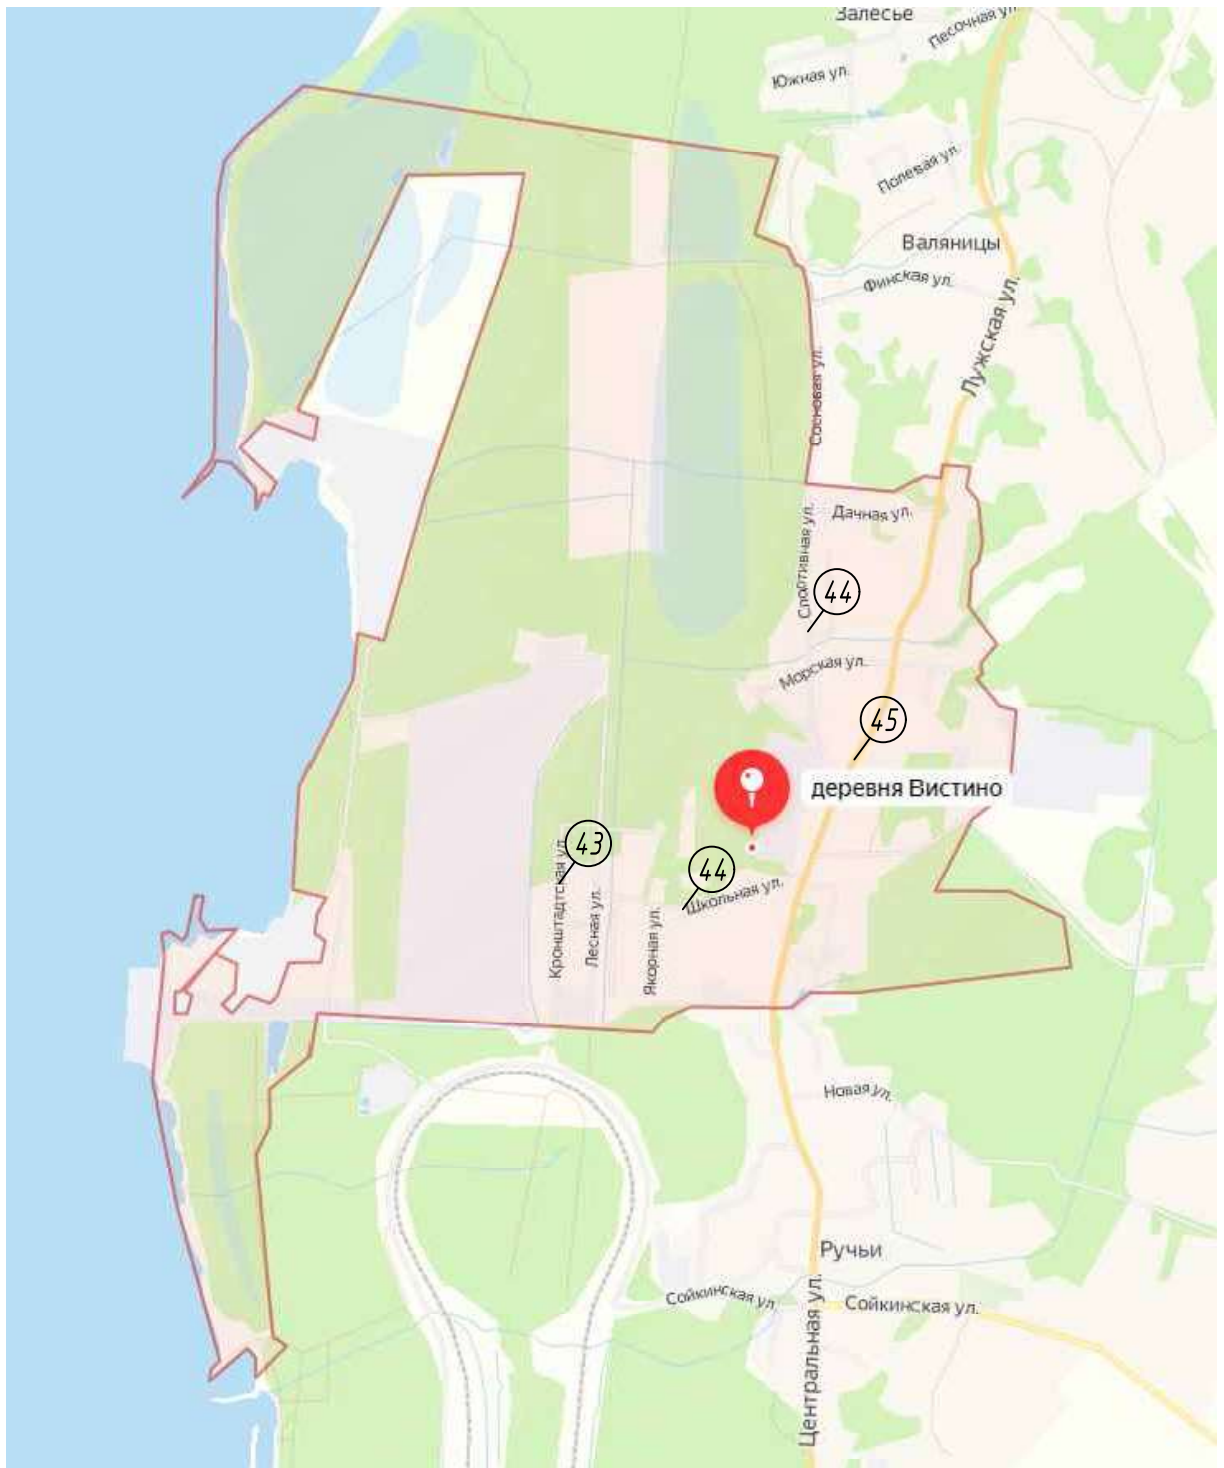 Залесье
Песочная ул.
Южная ул.
Полевая ул.
Валяницы
Финская ул.
Лужская ул.
Сосновая ул.
Дачная ул.
Спортивная ул.
44
Морская ул.
45
деревня Вистино
43
44
Школьная ул.
Кронштадтская ул.
Лесная ул.
Якорная ул.
Новая ул.
Ручьи
Сойкинская ул.
Сойкинская ул.
Центральная ул.